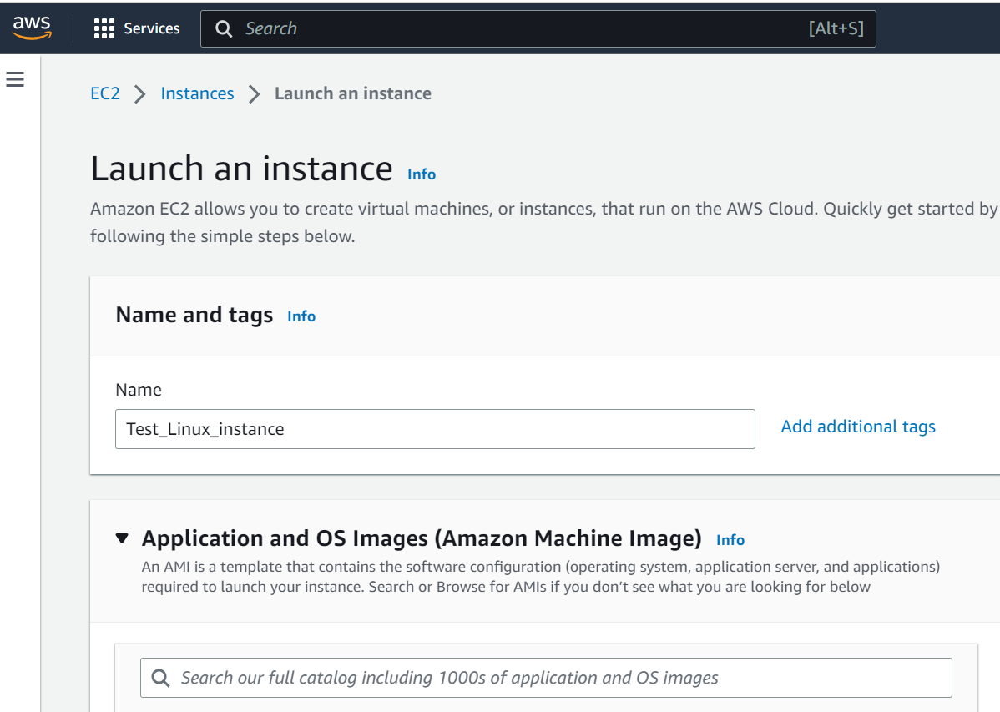 aws
Services
Search
[Alt+S]
EC2 > Instances > Launch an instance
Launch an instance Info
Amazon EC2 allows you to create virtual machines, or instances, that run on the AWS Cloud. Quickly get started by
following the simple steps below.
Name and tags Info
Name
Test_Linux_instance
Add additional tags
Application and OS Images (Amazon Machine Image) Info
An AMI is a template that contains the software configuration (operating system, application server, and applications)
required to launch your instance. Search or Browse for AMIs if you don’t see what you are looking for below
Search our full catalog including 1000s of application and OS images